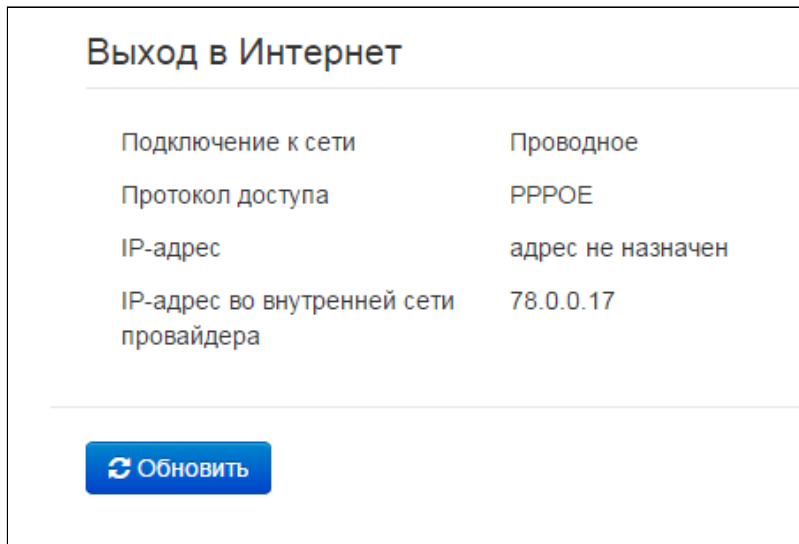 Выход в Интернет
Подключение к сети Проводное
Протокол доступа PPPOE
IP-адрес адрес не назначен
IP-адрес во внутренней сети 78.0.0.17
провайдера
Обновить